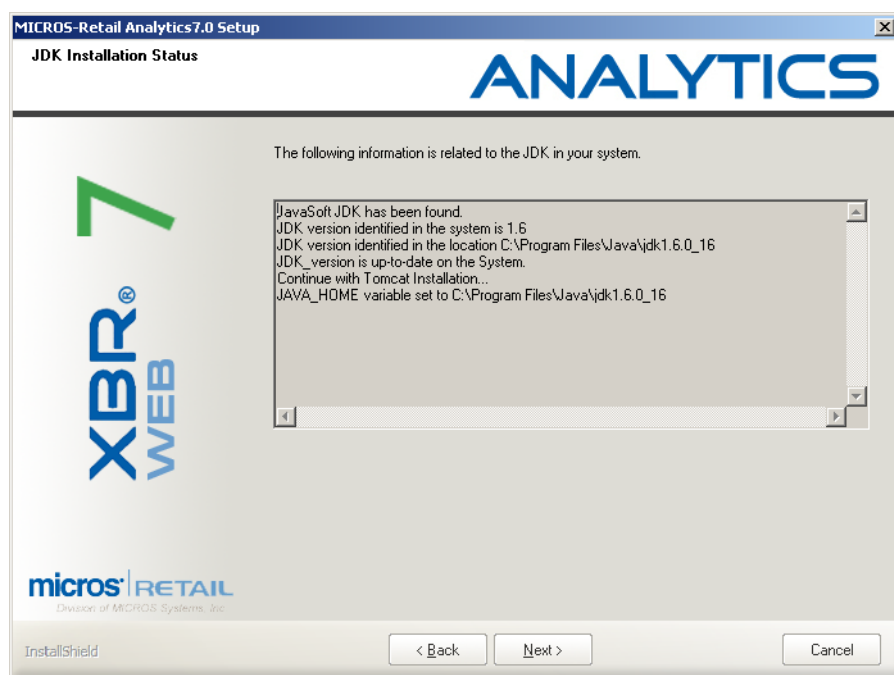 MICROS-Retail Analytics7.0 Setup
JDK Installation Status
ANALYTICS
The following information is related to the JDK in your system.
JavaSoft JDK has been found.
JDK version identified in the system is 1.6
JDK version identified in the location C:\Program Files\Java\jdk1.6.0_16
JDK_version is up-to-date on the System.
Continue with Tomcat Installation...
JAVA_HOME variable set to C:\Program Files\Java\jdk1.6.0_16
XBR® 7
WEB
micros® RETAIL
Division of MICROS Systems, Inc
InstallShield
< Back
Next >
Cancel